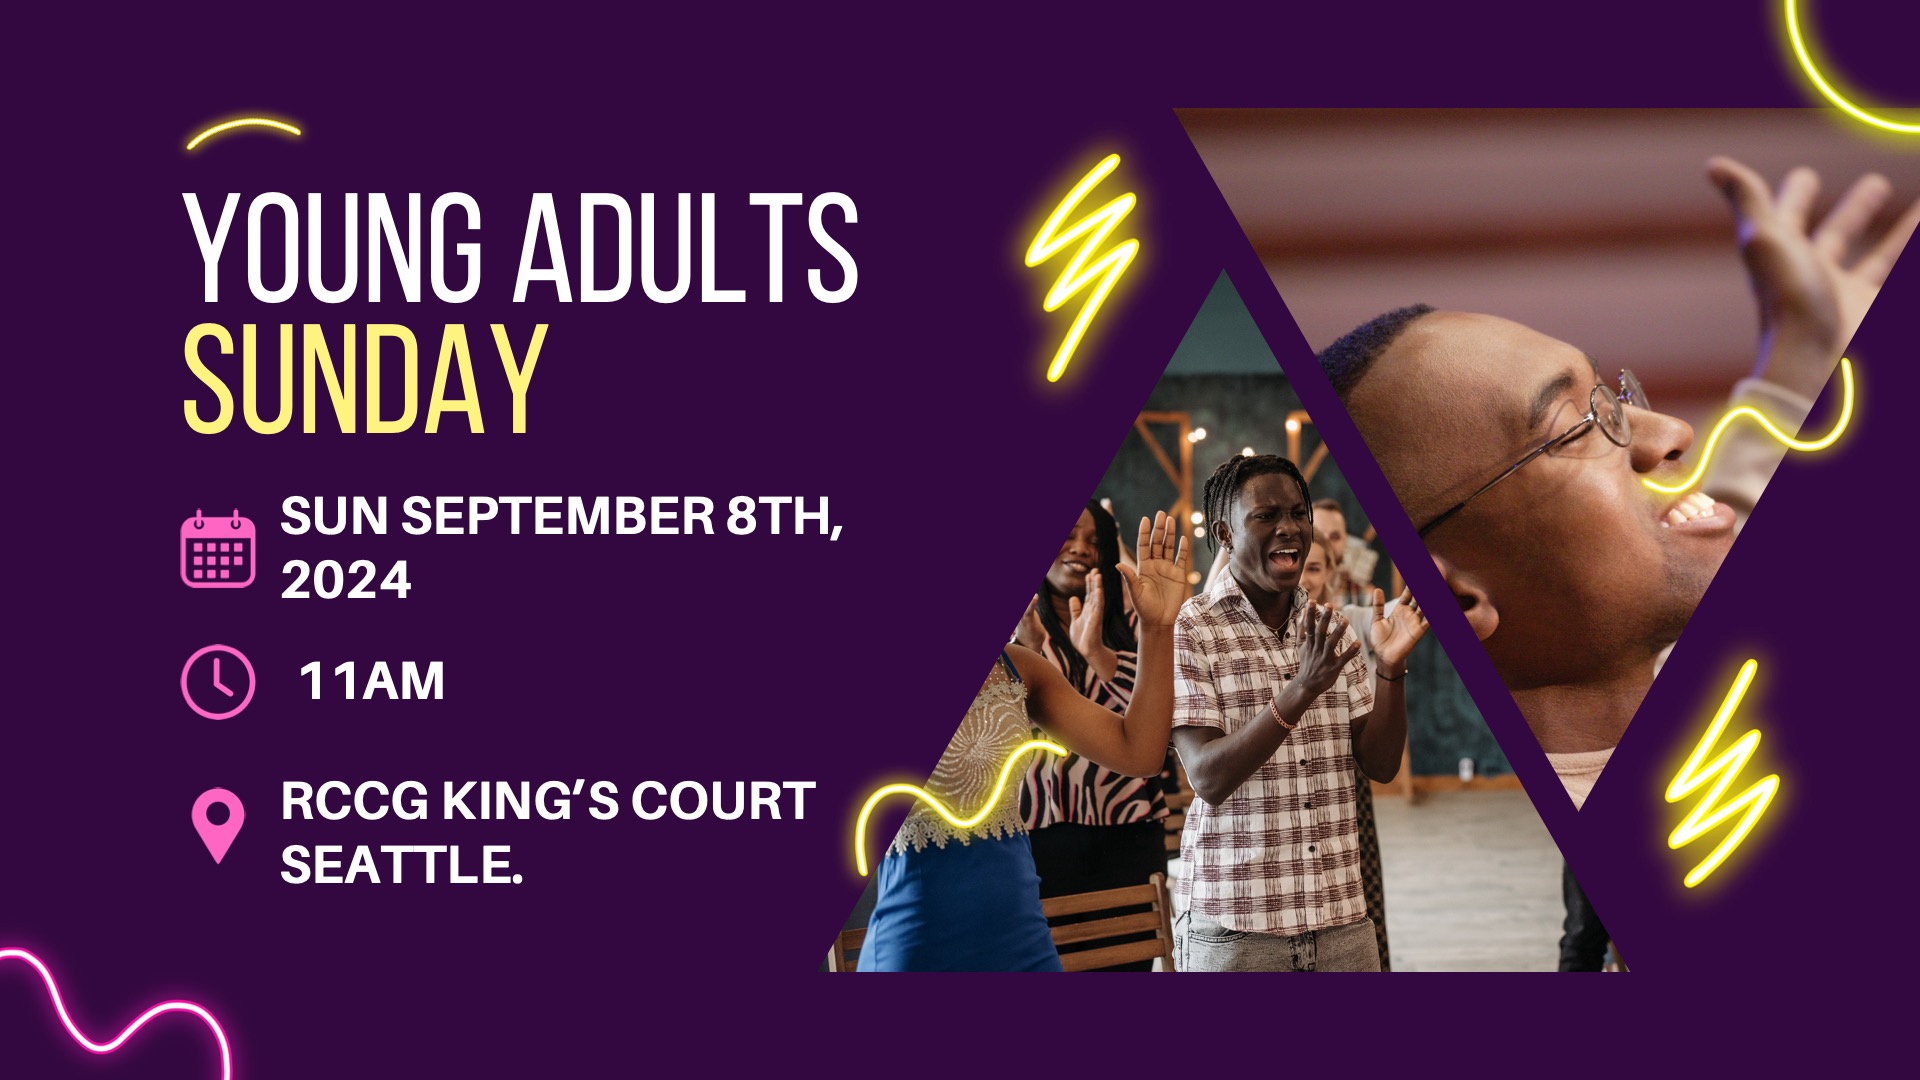 YOUNG ADULTS
SUNDAY
SUN SEPTEMBER 8TH,
2024
11AM
RCCG KING'S COURT
SEATTLE.